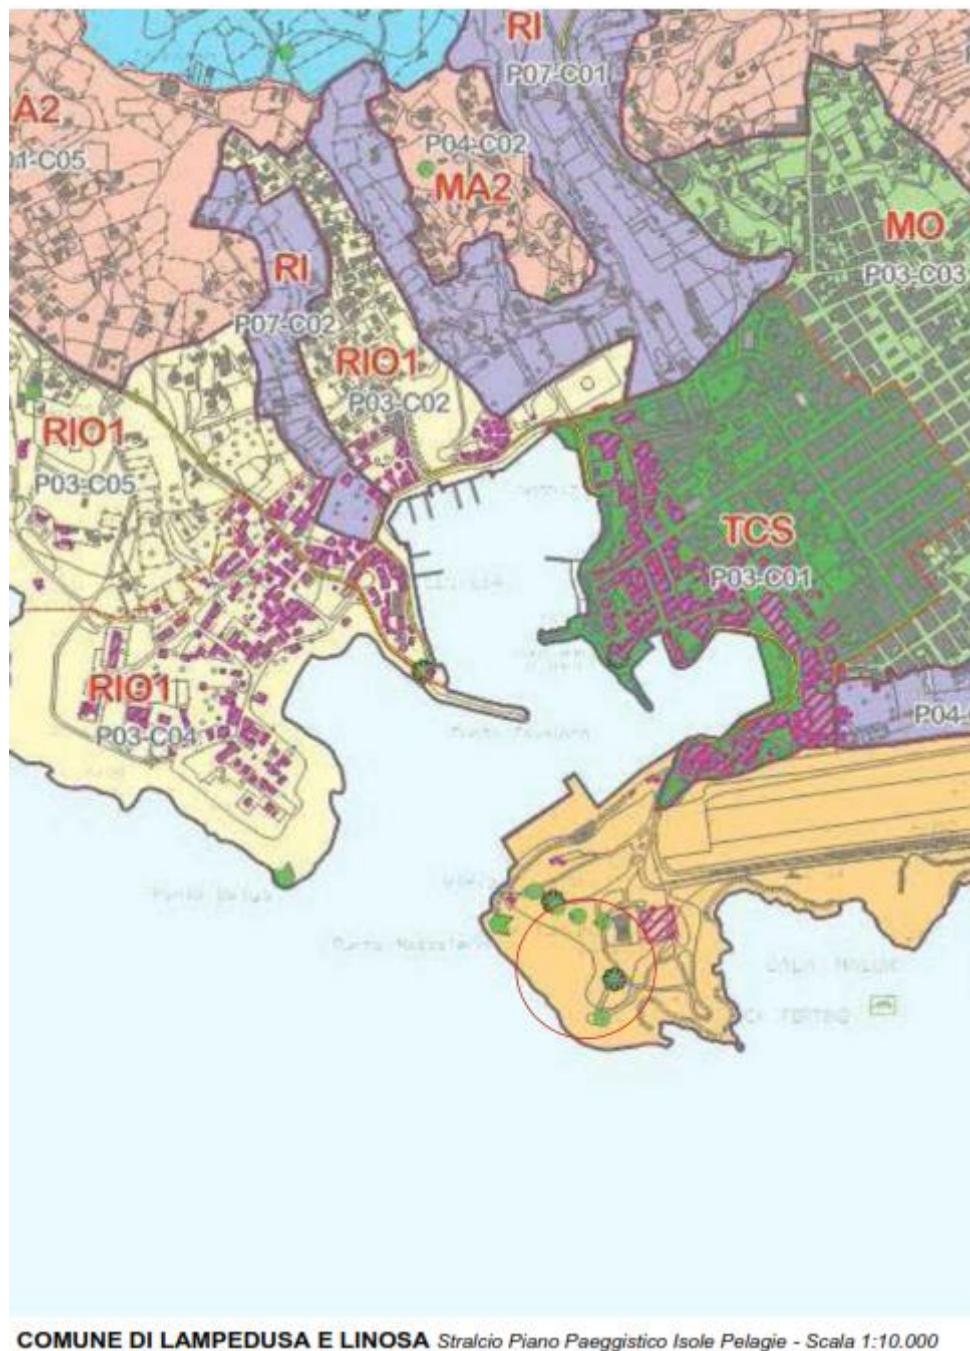 RI
P07-C01
A2
01-C05
P04-C02
MA2
MO
P03-C03
RI
P07-C02
RIO1
P03-C02
RIO1
P03-C05
TCS
P03-C01
RIO1
P03-C04
P04-
COMUNE DI LAMPEDUSA E LINOSA Stralcio Piano Paeggistico Isole Pelagie - Scala 1:10.000